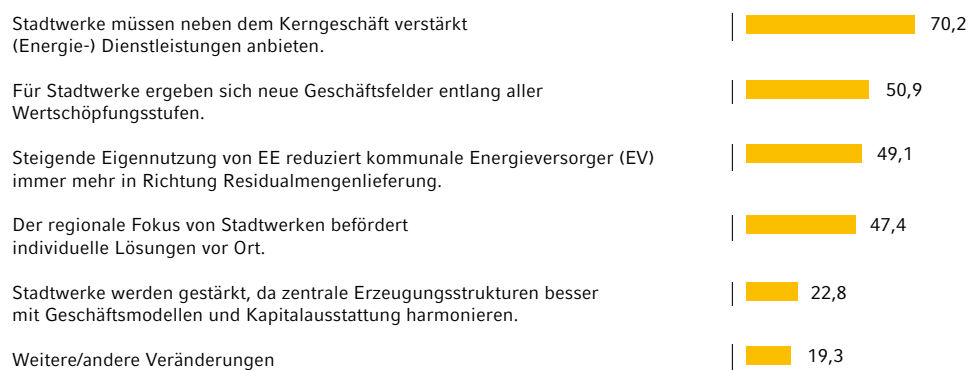 Stadtwerke müssen neben dem Kerngeschäft verstärkt
(Energie-) Dienstleistungen anbieten.
70,2
Für Stadtwerke ergeben sich neue Geschäftsfelder entlang aller
Wertschöpfungsstufen.
50,9
Steigende Eigennutzung von EE reduziert kommunale Energieversorger (EV)
immer mehr in Richtung Residualmengenlieferung.
49,1
Der regionale Fokus von Stadtwerken befördert
individuelle Lösungen vor Ort.
47,4
Stadtwerke werden gestärkt, da zentrale Erzeugungsstrukturen besser
mit Geschäftsmodellen und Kapitalausstattung harmonieren.
22,8
Weitere/andere Veränderungen
19,3